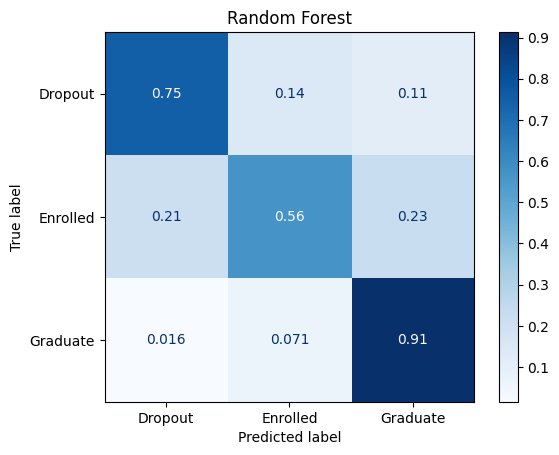 Random Forest
True label
Dropout
0.75 0.14 0.11
Enrolled
0.21 0.56 0.23
Graduate
0.016 0.071 0.91
Dropout Enrolled Graduate
Predicted label
0.9
0.8
0.7
0.6
0.5
0.4
0.3
0.2
0.1